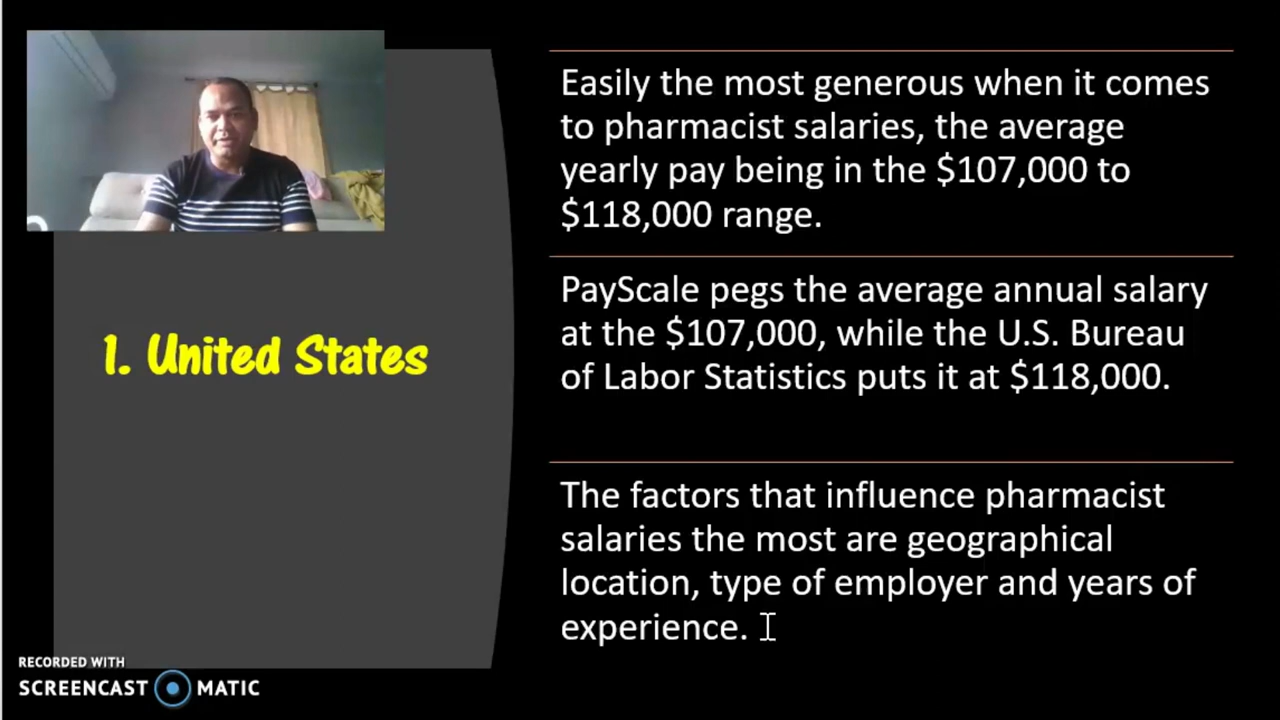 Easily the most generous when it comes
to pharmacist salaries, the average
yearly pay being in the $107,000 to
$118,000 range.
PayScale pegs the average annual salary
at the $107,000, while the U.S. Bureau
of Labor Statistics puts it at $118,000.
1. United States
The factors that influence pharmacist
salaries the most are geographical
location, type of employer and years of
experience.
RECORDED WITH
SCREENCAST MATIC